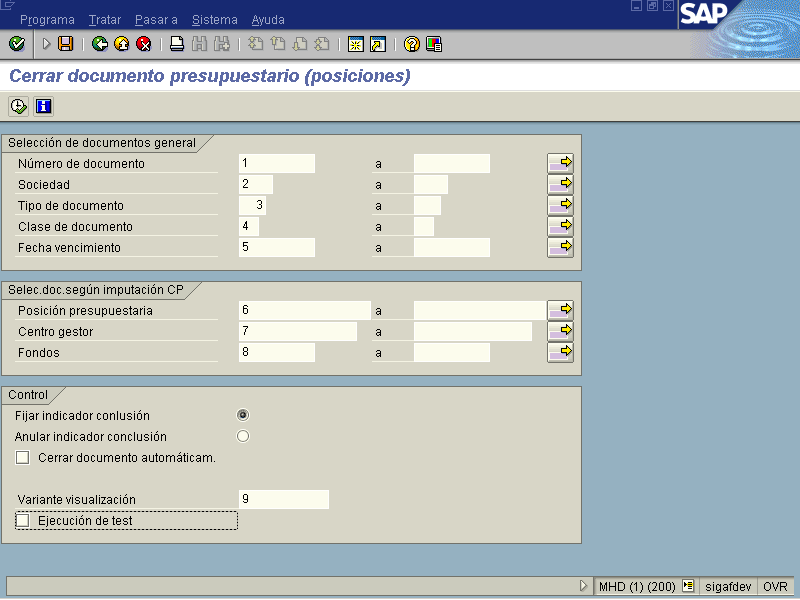 Programa Tratar Pasar a Sistema Ayuda
SAP
Cerrar documento presupuestario (posiciones)
Selección de documentos general
Número de documento 1 a
Sociedad 2 a
Tipo de documento 3 a
Clase de documento 4 a
Fecha vencimiento 5 a
Selec.doc.según imputación CP
Posición presupuestaria 6 a
Centro gestor 7 a
Fondos 8 a
Control
Fijar indicador conlusión
Anular indicador conclusión
Cerrar documento automáticam.
Variante visualización 9
Ejecución de test
MHD (1) (200) sigafdev OVR